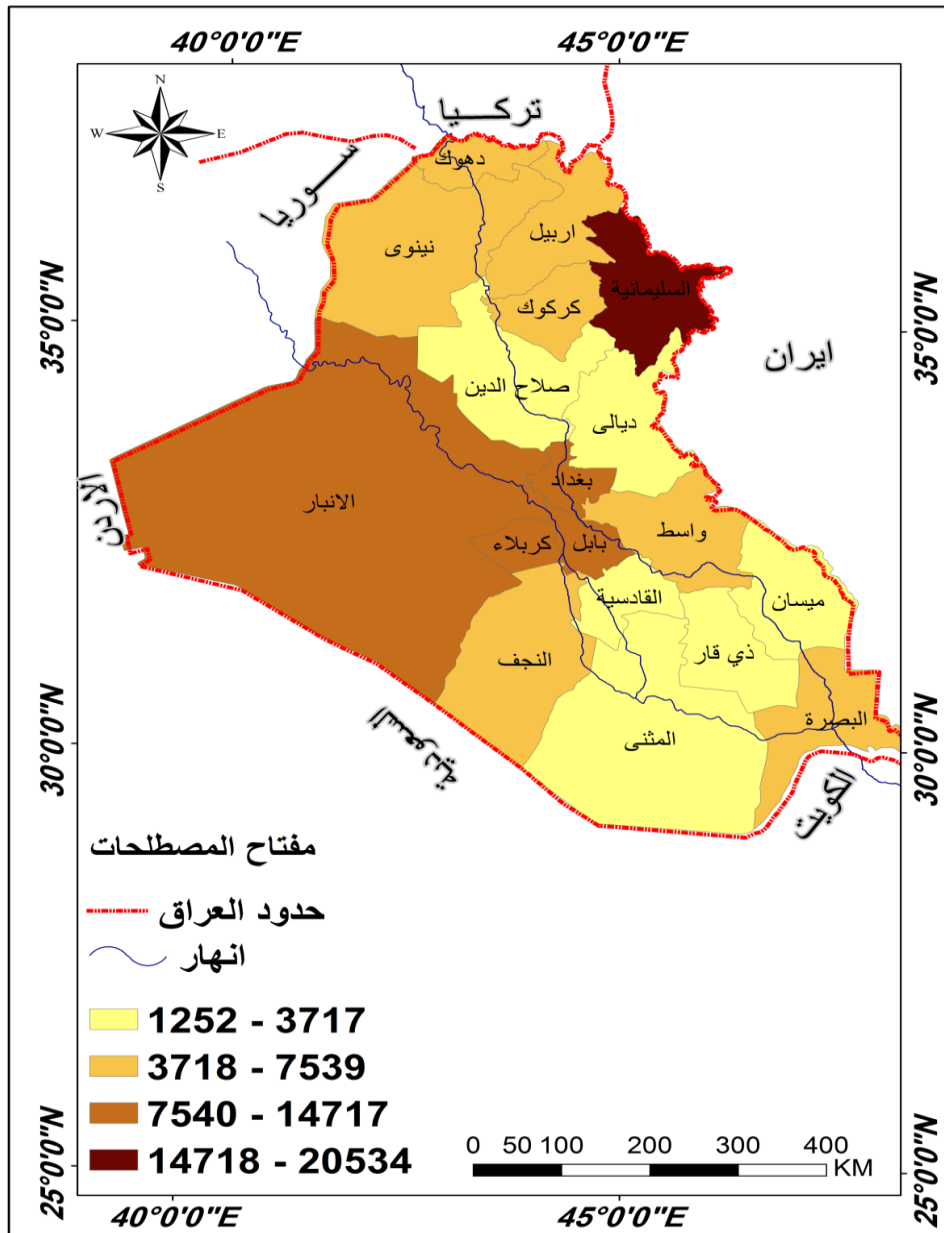 40°0'0"E
45°0'0"E
N
W
E
S
تركـــيا
ســـوريا
دهوك
اربيل
نينوى
السليمانية
كركوك
35°0'0"N
35°0'0"N
ايران
صلاح الدين
ديالى
بغداد
الاردن
الانبار
واسط
بابل
كربلاء
ميسان
القادسية
ذي قار
النجف
البصرة
المثنى
30°0'0"N
30°0'0"N
السعودية
الكويت
مفتاح المصطلحات
حدود العراق
انهار
1252 - 3717
3718 - 7539
7540 - 14717
14718 - 20534
0 50 100 200 300 400
KM
25°0'0"N
25°0'0"N
40°0'0"E
45°0'0"E